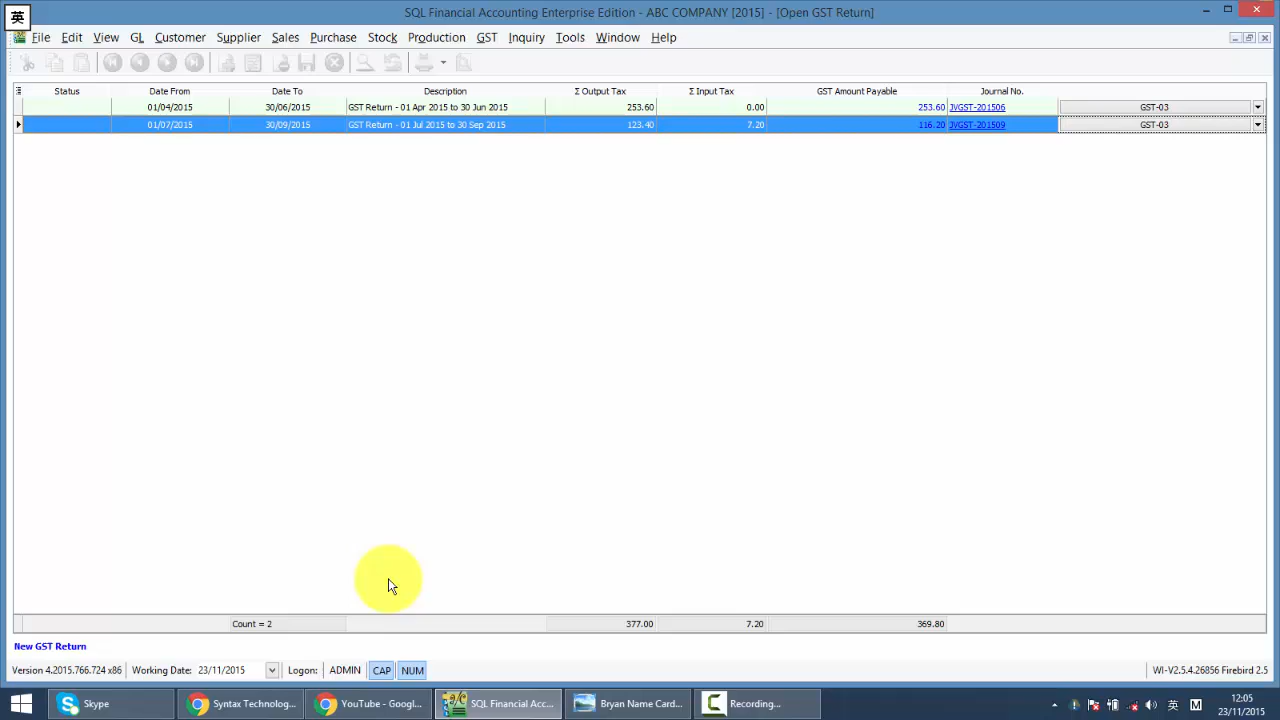 英
SQL Financial Accounting Enterprise Edition - ABC COMPANY [2015] - [Open GST Return]
File Edit View GL Customer Supplier Sales Purchase Stock Production GST Inquiry Tools Window Help
Status Date From Date To Description Σ Output Tax Σ Input Tax GST Amount Payable Journal No.
01/04/2015 30/06/2015 GST Return - 01 Apr 2015 to 30 Jun 2015 253.60 0.00 253.60 JVGST-201506 GST-03
01/07/2015 30/09/2015 GST Return - 01 Jul 2015 to 30 Sep 2015 123.40 7.20 116.20 JVGST-201509 GST-03
Count = 2 377.00 7.20 369.80
New GST Return
Version 4.2015.766.724 x86 Working Date: 23/11/2015 Logon: ADMIN CAP NUM WI-V2.5.4.26856 Firebird 2.5
Skype Syntax Technolog... YouTube - Googl... SQL Financial Acc... Bryan Name Card... Recording... 英 M 12:05
23/11/2015